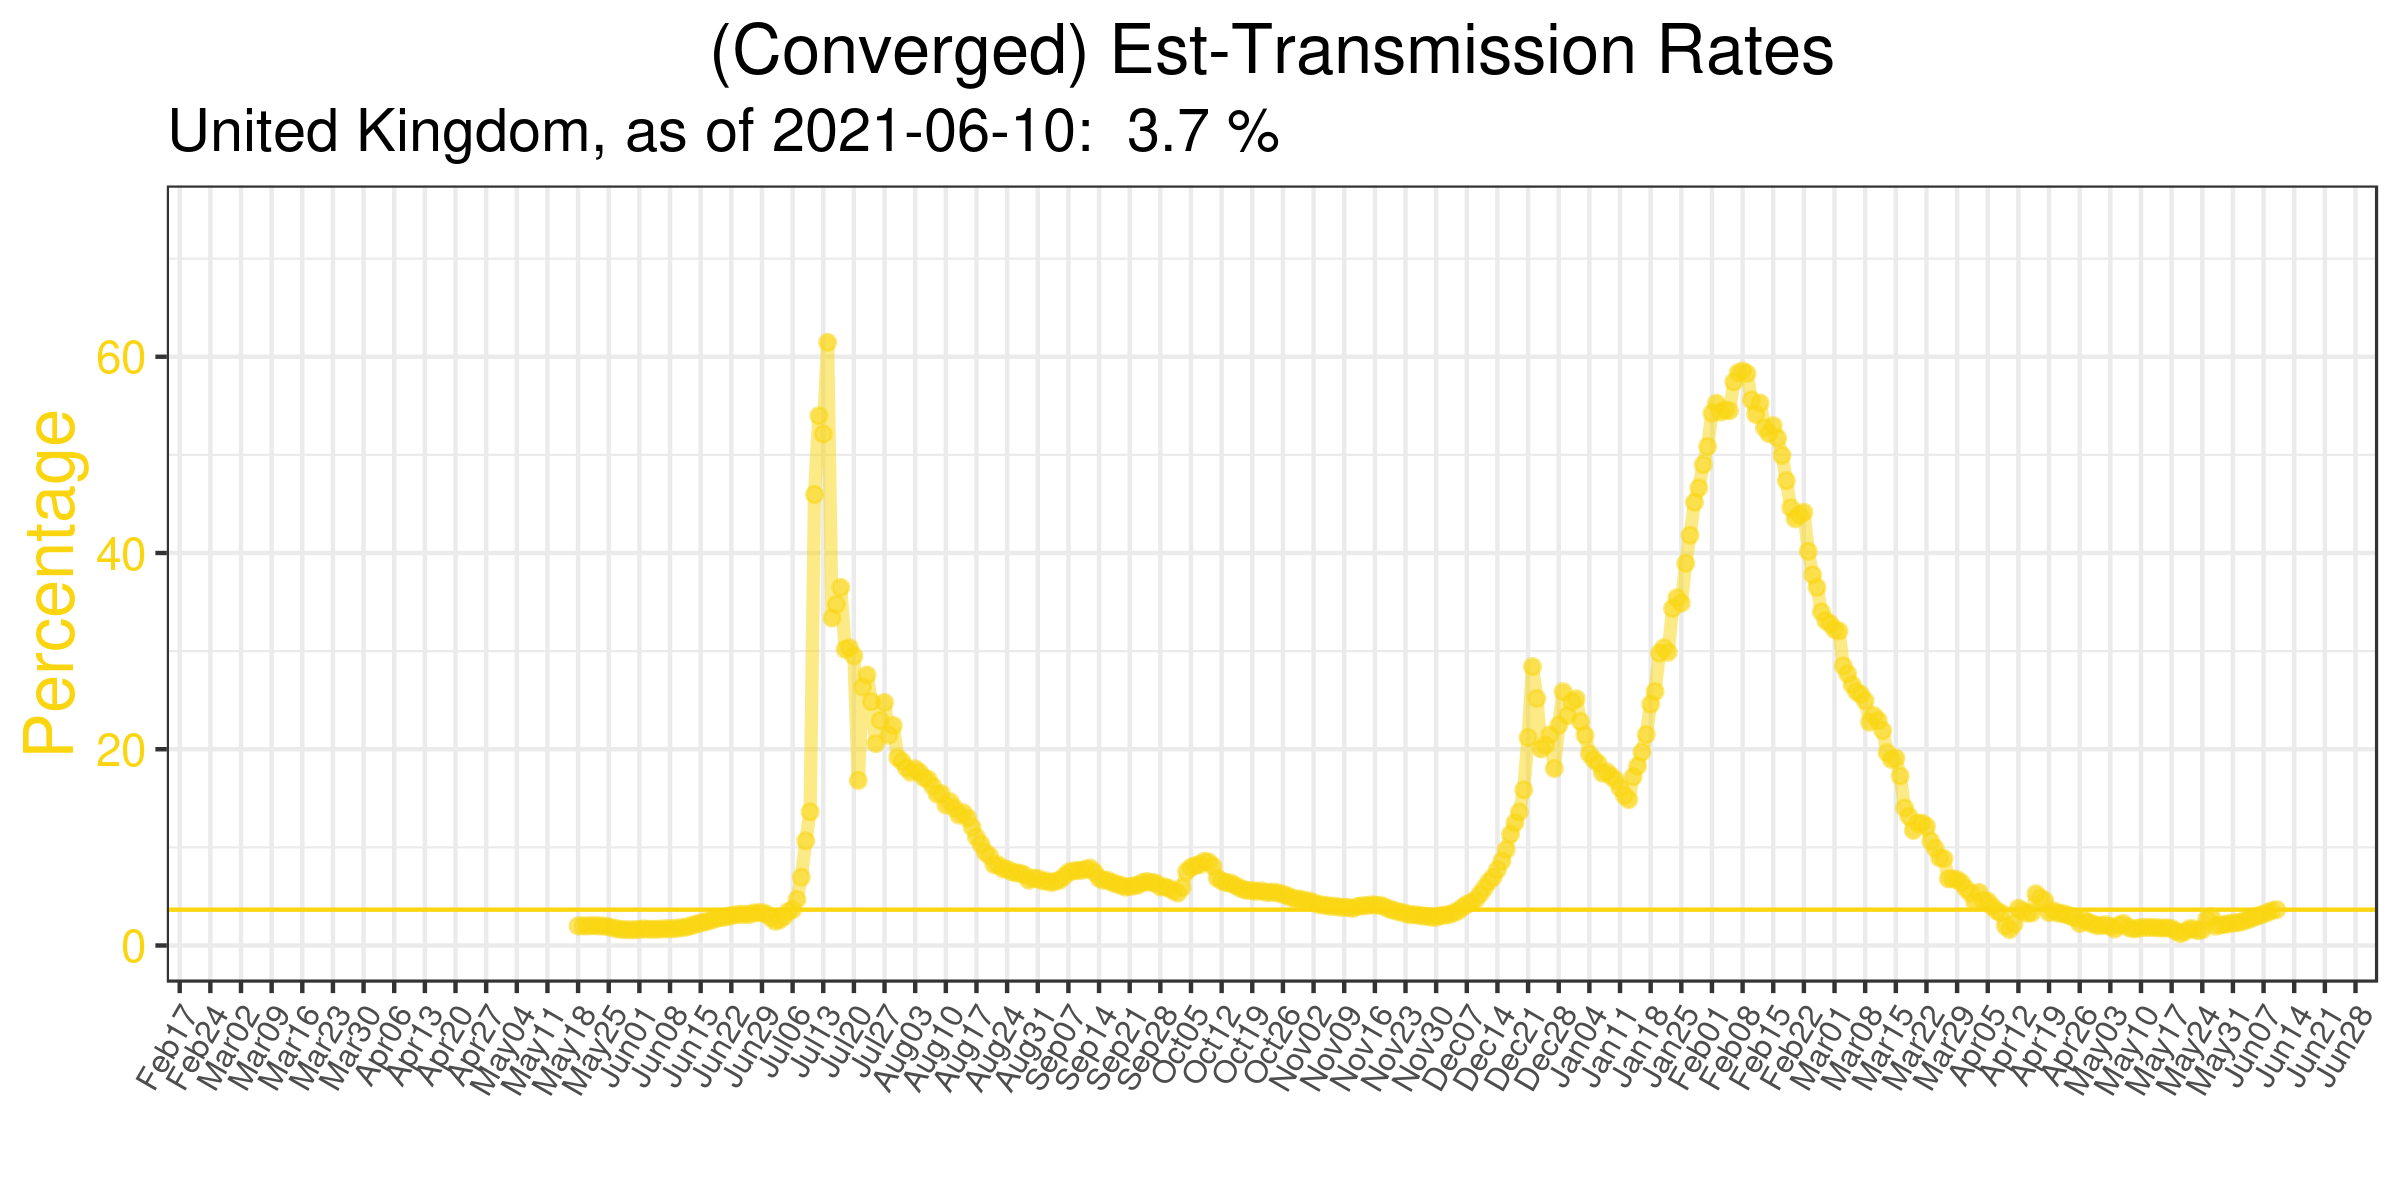 (Converged) Est-Transmission Rates
United Kingdom, as of 2021-06-10:  3.7 %
Percentage
60
40
20
0
Feb17
Feb24
Mar02
Mar09
Mar16
Mar23
Mar30
Apr06
Apr13
Apr20
Apr27
May04
May11
May18
May25
Jun01
Jun08
Jun15
Jun22
Jun29
Jul06
Jul13
Jul20
Jul27
Aug03
Aug10
Aug17
Aug24
Aug31
Sep07
Sep14
Sep21
Sep28
Oct05
Oct12
Oct19
Oct26
Nov02
Nov09
Nov16
Nov23
Nov30
Dec07
Dec14
Dec21
Dec28
Jan04
Jan11
Jan18
Jan25
Feb01
Feb08
Feb15
Feb22
Mar01
Mar08
Mar15
Mar22
Mar29
Apr05
Apr12
Apr19
Apr26
May03
May10
May17
May24
May31
Jun07
Jun14
Jun21
Jun28